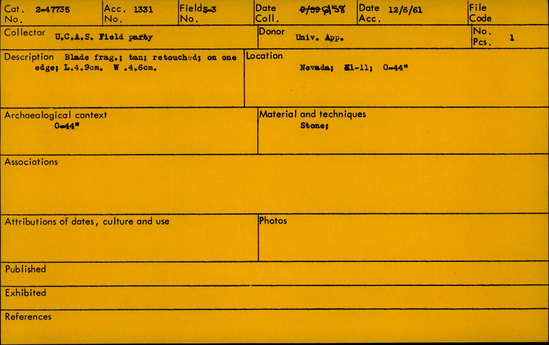 Cat. No. 2-47735 Acc. No. 1331 Field No. S-3 Date Coll. Date Acc. 12/6/61 File Code
Collector U.C.A.S. Field party Donor Univ. App. No. Pcs. 1
Description Blade frag.; tan; retouched; on one
edge; L.4.9cm. W .4.6cm.
Location
Nevada; El-11; 0-44"
Archaeological context
0-44"
Material and techniques
Stone;
Associations
Attributions of dates, culture and use
Photos
Published
Exhibited
References